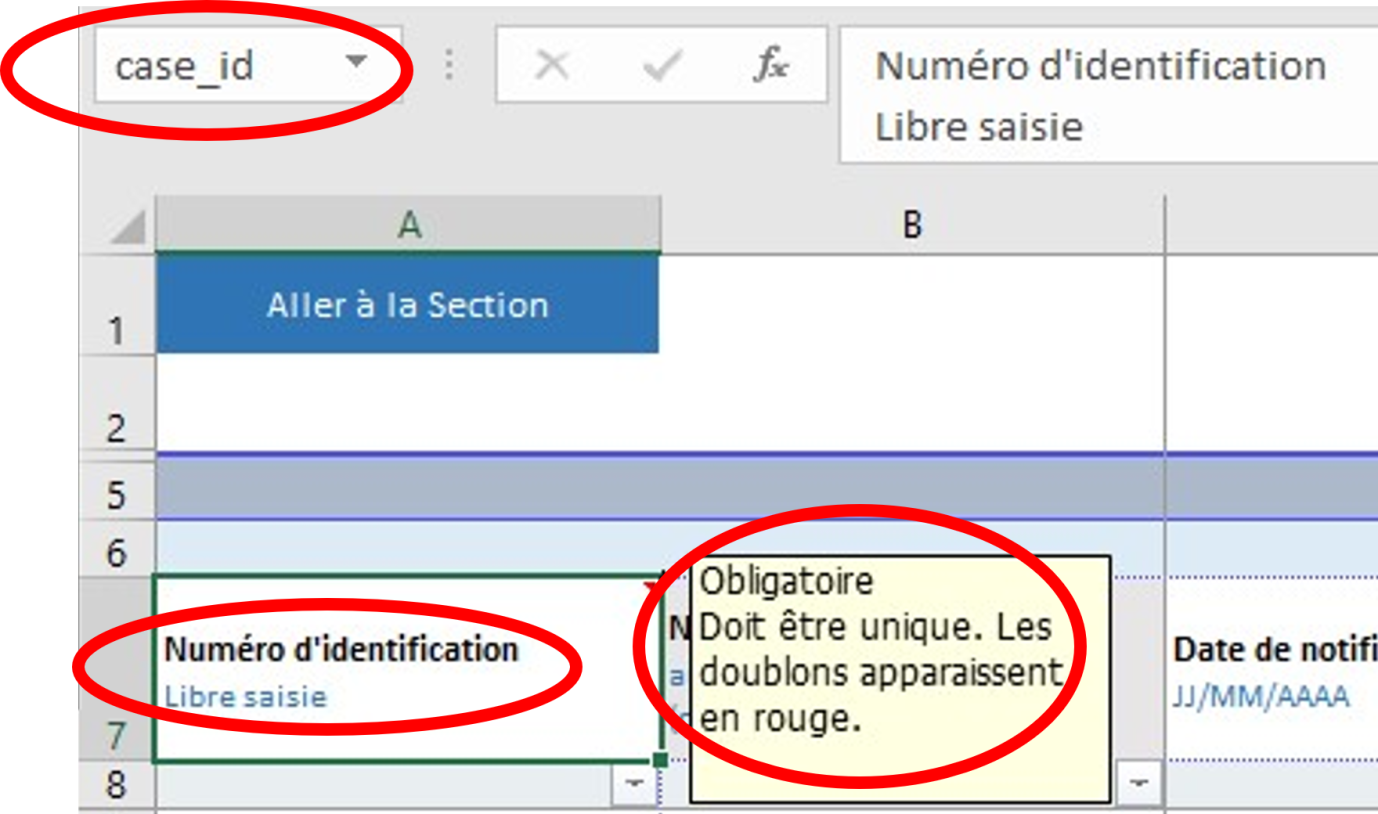 case_id
fx
Numéro d'identification
Libre saisie
A
B
1
Aller à la Section
2
5
6
7
Numéro d'identification
Libre saisie
N
a
Obligatoire
Doit être unique. Les
doublons apparaissent
en rouge.
Date de notifi
JJ/MM/AAAA
8